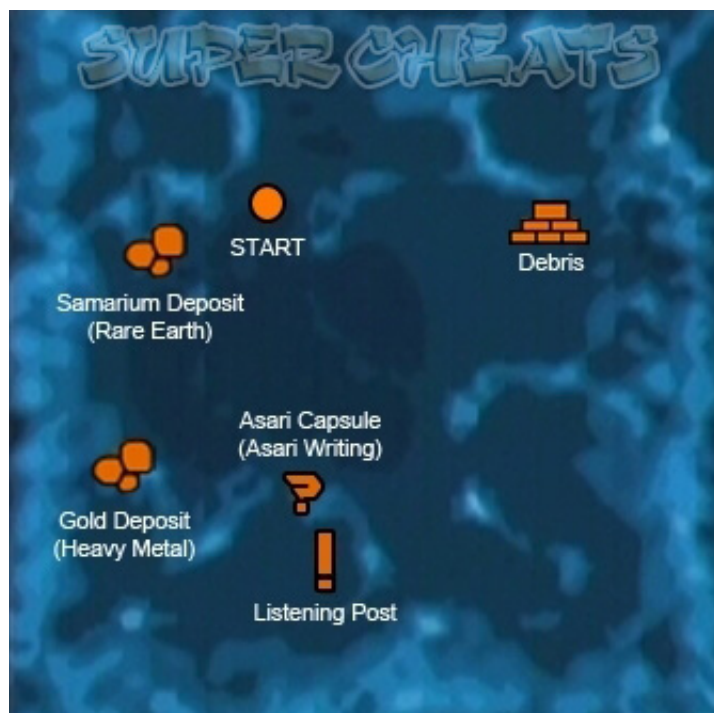 SUPER CHEATS
START
Debris
Samarium Deposit
(Rare Earth)
Asari Capsule
(Asari Writing)
Gold Deposit
(Heavy Metal)
Listening Post